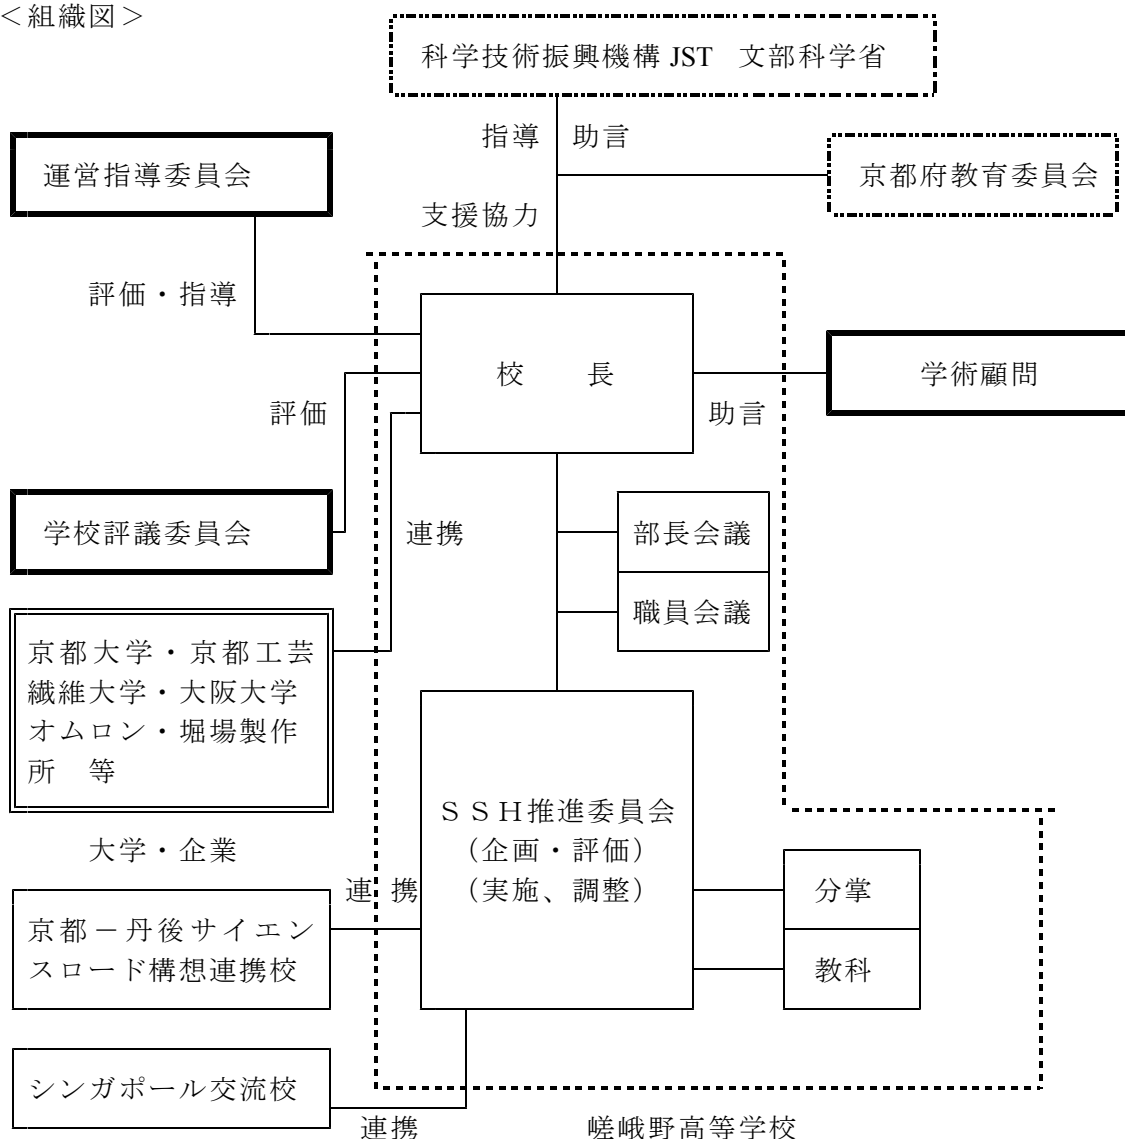 ＜組織図＞
科学技術振興機構 JST　文部科学省
指導　助言
運営指導委員会
京都府教育委員会
支援協力
評価・指導
校　　長
学術顧問
評価
助言
学校評議委員会
連携
部長会議
職員会議
京都大学・京都工芸
繊維大学・大阪大学
オムロン・堀場製作
所　等
大学・企業
ＳＳＨ推進委員会
（企画・評価）
（実施、調整）
連　携
分掌
教科
京都－丹後サイエン
スロード構想連携校
シンガポール交流校
連携
嵯峨野高等学校